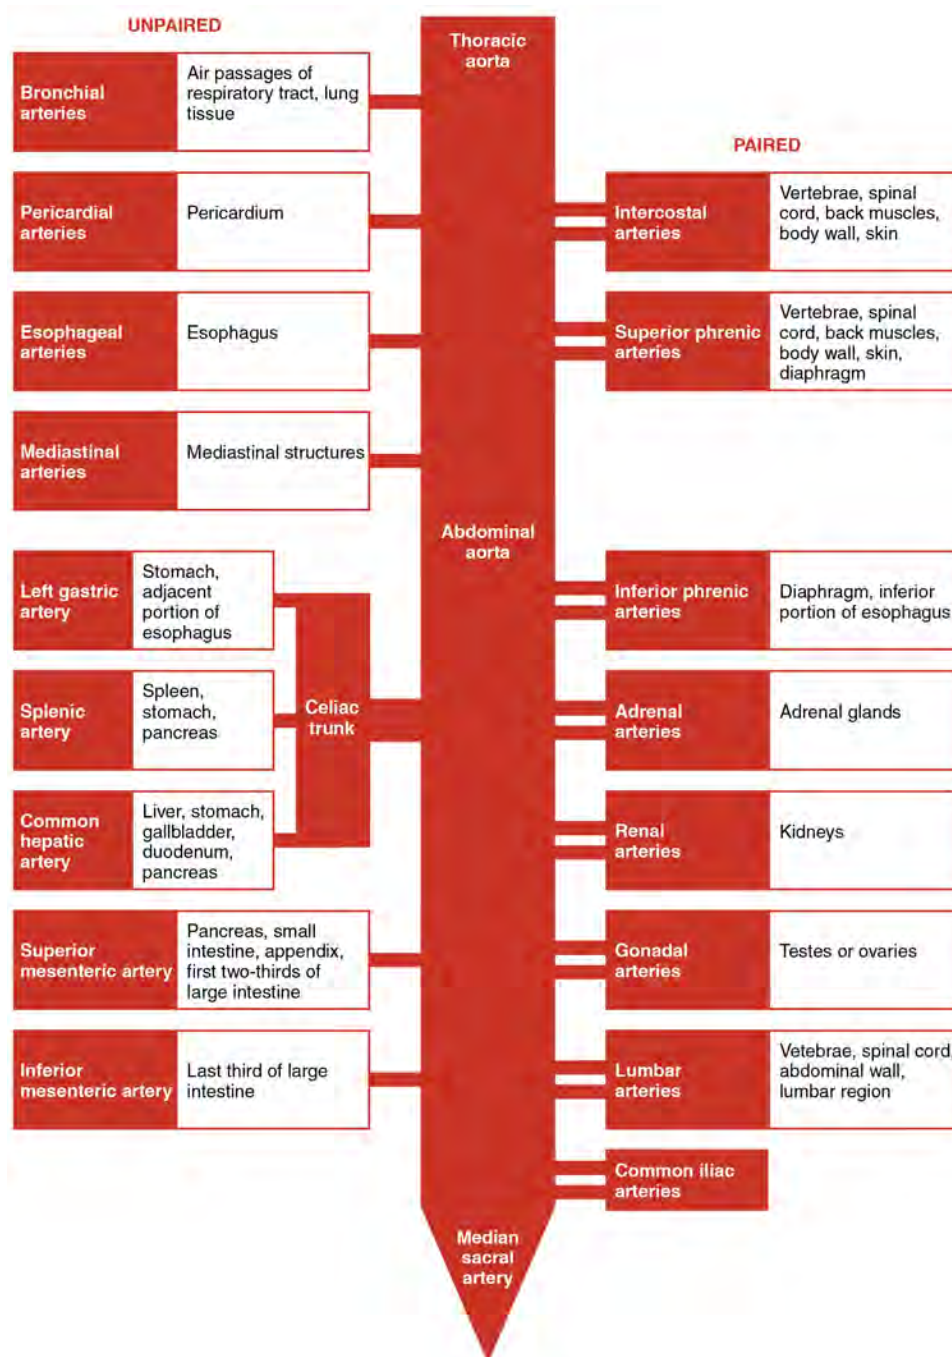 UNPAIRED
Thoracic
aorta
Bronchial
arteries
Air passages of
respiratory tract, lung
tissue
PAIRED
Pericardial
arteries
Pericardium
Intercostal
arteries
Vertebrae, spinal
cord, back muscles,
body wall, skin
Esophageal
arteries
Esophagus
Superior phrenic
arteries
Vertebrae, spinal
cord, back muscles,
body wall, skin,
diaphragm
Mediastinal
arteries
Mediastinal structures
Abdominal
aorta
Left gastric
artery
Stomach,
adjacent
portion of
esophagus
Inferior phrenic
arteries
Diaphragm, inferior
portion of esophagus
Splenic
artery
Spleen,
stomach,
pancreas
Celiac
trunk
Adrenal
arteries
Adrenal glands
Common
hepatic
artery
Liver, stomach,
gallbladder,
duodenum,
pancreas
Renal
arteries
Kidneys
Superior
mesenteric artery
Pancreas, small
intestine, appendix,
first two-thirds of
large intestine
Gonadal
arteries
Testes or ovaries
Inferior
mesenteric artery
Last third of large
intestine
Lumbar
arteries
Vetebrae, spinal cord,
abdominal wall,
lumbar region
Common iliac
arteries
Median
sacral
artery